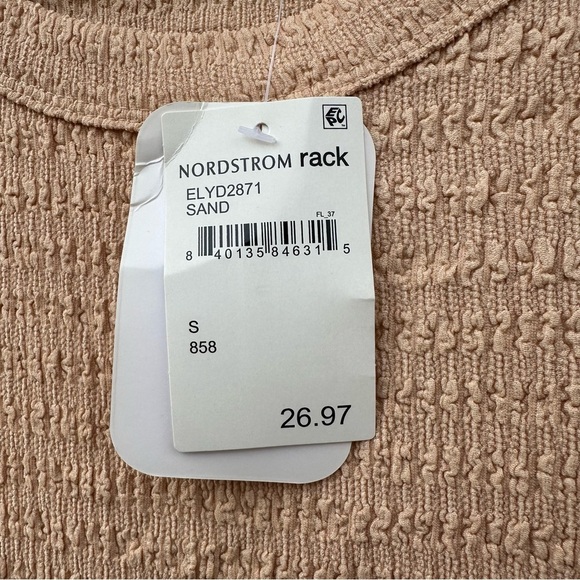 NORDSTROM rack
ELYD2871
SAND
FL_37
8 40135 84631 5
S
858
26.97